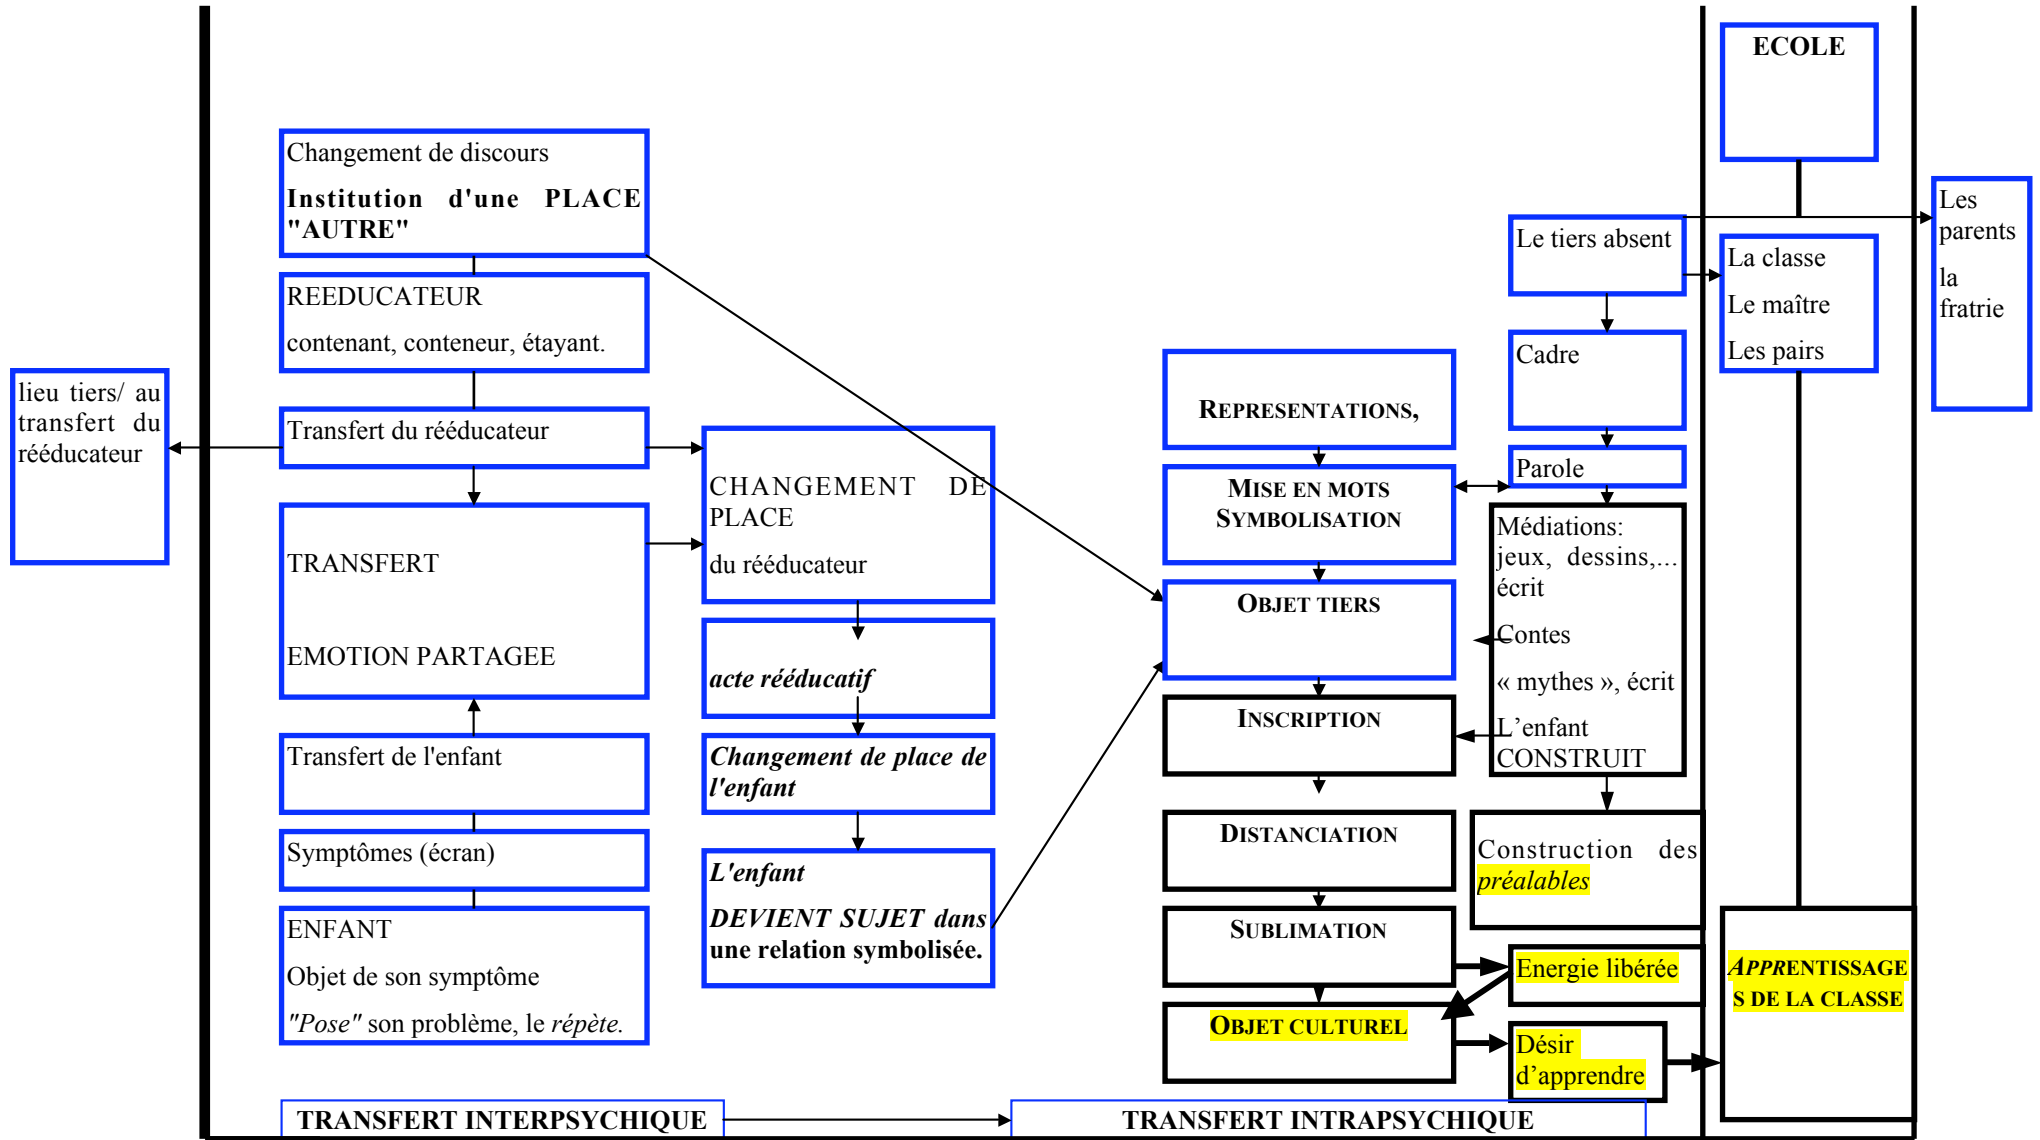 ECOLE
Changement de discours
Institution d'une PLACE
"AUTRE"
REEDUCATEUR
contenant, conteneur, étayant.
lieu tiers/ au
transfert du
rééducateur
Transfert du rééducateur
TRANSFERT
EMOTION PARTAGEE
Transfert de l'enfant
Symptômes (écran)
ENFANT
Objet de son symptôme
"Pose" son problème, le répète.
CHANGEMENT DE
PLACE
du rééducateur
acte rééducatif
Changement de place de
l'enfant
L'enfant
DEVIENT SUJET dans
une relation symbolisée.
REPRESENTATIONS,
MISE EN MOTS
SYMBOLISATION
OBJET TIERS
INSCRIPTION
DISTANCIATION
SUBLIMATION
OBJET CULTUREL
Le tiers absent
Cadre
Parole
Médiations:
jeux, dessins,...
écrit
Contes
« mythes », écrit
L’enfant
CONSTRUIT
Construction des
préalables
Energie libérée
Désir
d’apprendre
La classe
Le maître
Les pairs
Les
parents
la
fratrie
APPRENTISSAGE
S DE LA CLASSE
TRANSFERT INTERPSYCHIQUE
TRANSFERT INTRAPSYCHIQUE